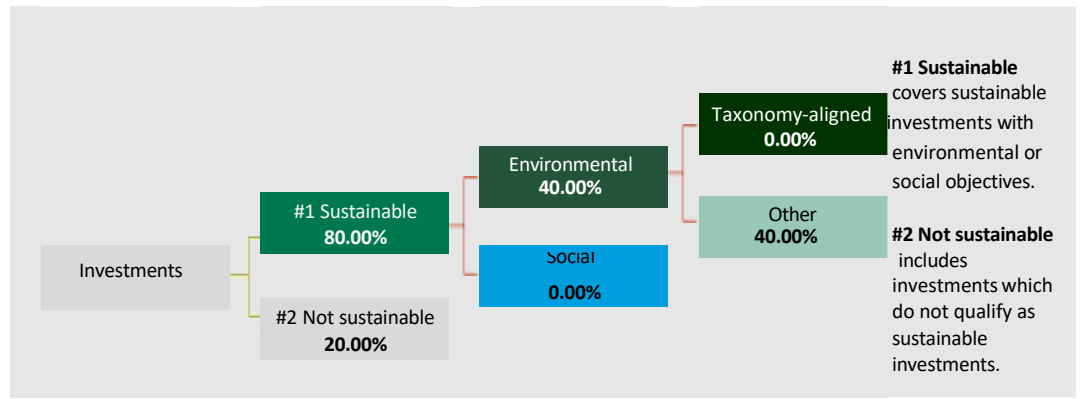 Investments
#1 Sustainable
80.00%
#2 Not sustainable
20.00%
Environmental
40.00%
Social
0.00%
Taxonomy-aligned
0.00%
Other
40.00%
#1 Sustainable
covers sustainable
investments with
environmental or
social objectives.
#2 Not sustainable
includes
investments which
do not qualify as
sustainable
investments.